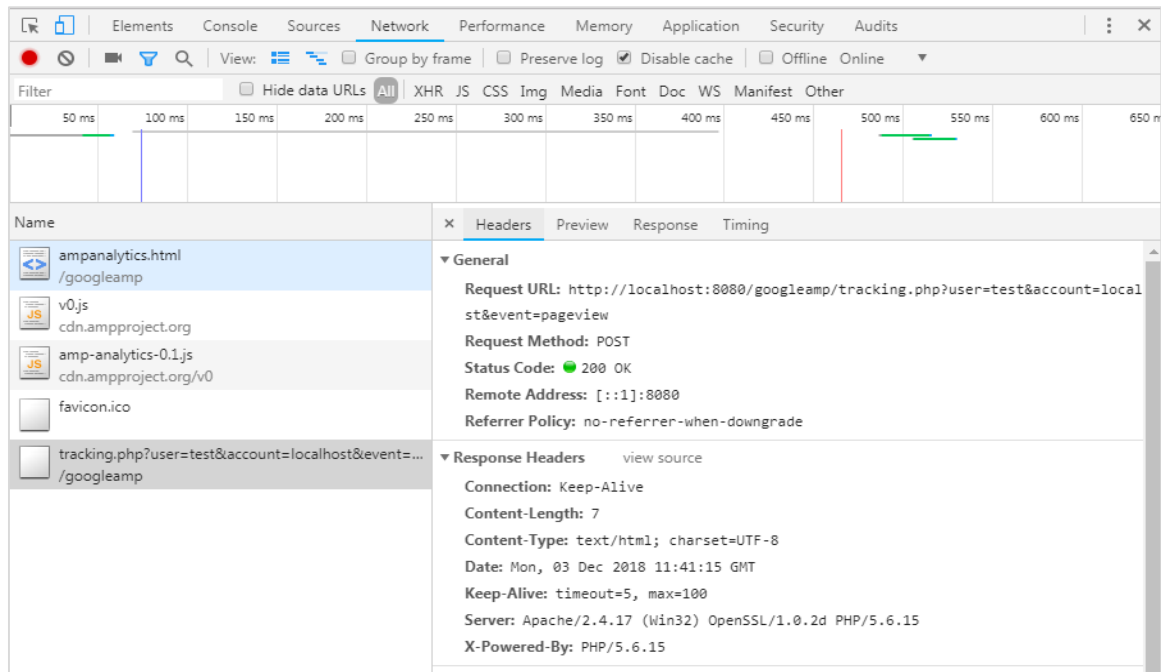 Elements Console Sources Network Performance Memory Application Security Audits
View: Group by frame Preserve log Disable cache Offline Online
Filter Hide data URLs All XHR JS CSS Img Media Font Doc WS Manifest Other
50 ms 100 ms 150 ms 200 ms 250 ms 300 ms 350 ms 400 ms 450 ms 500 ms 550 ms 600 ms 650 m
Name
ampanalytics.html
/googleamp
JS
v0.js
cdn.ampproject.org
JS
amp-analytics-0.1.js
cdn.ampproject.org/v0
favicon.ico
tracking.php?user=test&account=localhost&event=...
/googleamp
× Headers Preview Response Timing
General
Request URL: http://localhost:8080/googleamp/tracking.php?user=test&account=local
st&event=pageview
Request Method: POST
Status Code: 200 OK
Remote Address: [::1]:8080
Referrer Policy: no-referrer-when-downgrade
Response Headers view source
Connection: Keep-Alive
Content-Length: 7
Content-Type: text/html; charset=UTF-8
Date: Mon, 03 Dec 2018 11:41:15 GMT
Keep-Alive: timeout=5, max=100
Server: Apache/2.4.17 (Win32) OpenSSL/1.0.2d PHP/5.6.15
X-Powered-By: PHP/5.6.15